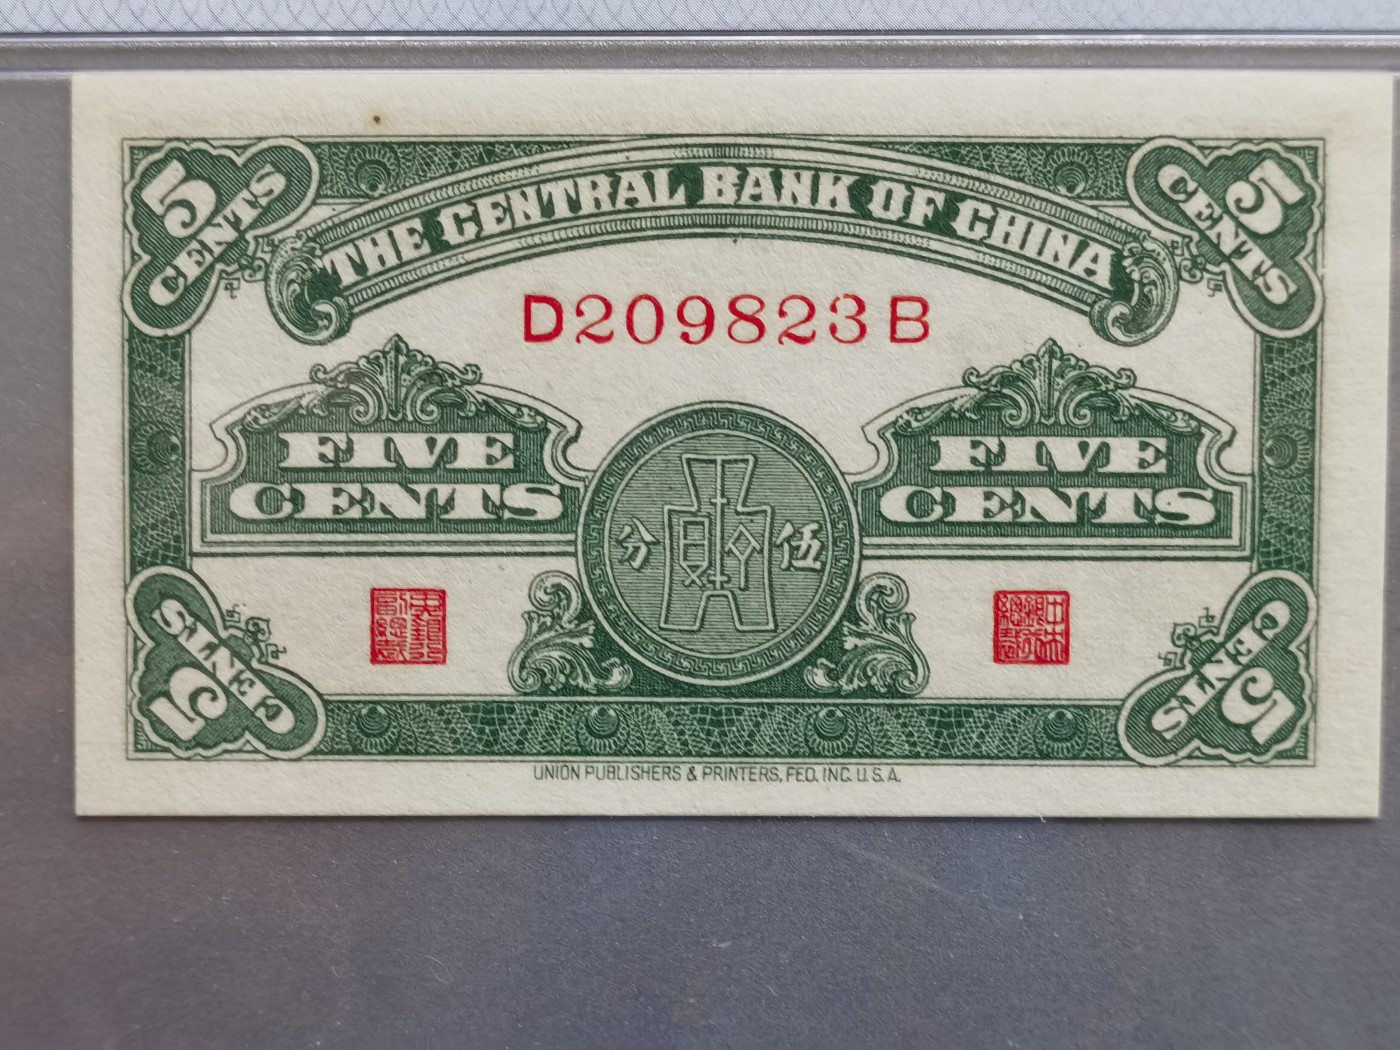 5 CENTS
5 CENTS
THE CENTRAL BANK OF CHINA
D209823B
FIVE
CENTS
FIVE
CENTS
分 伍
5 CENTS
5 CENTS
UNION PUBLISHERS & PRINTERS, FED. INC. U.S.A.